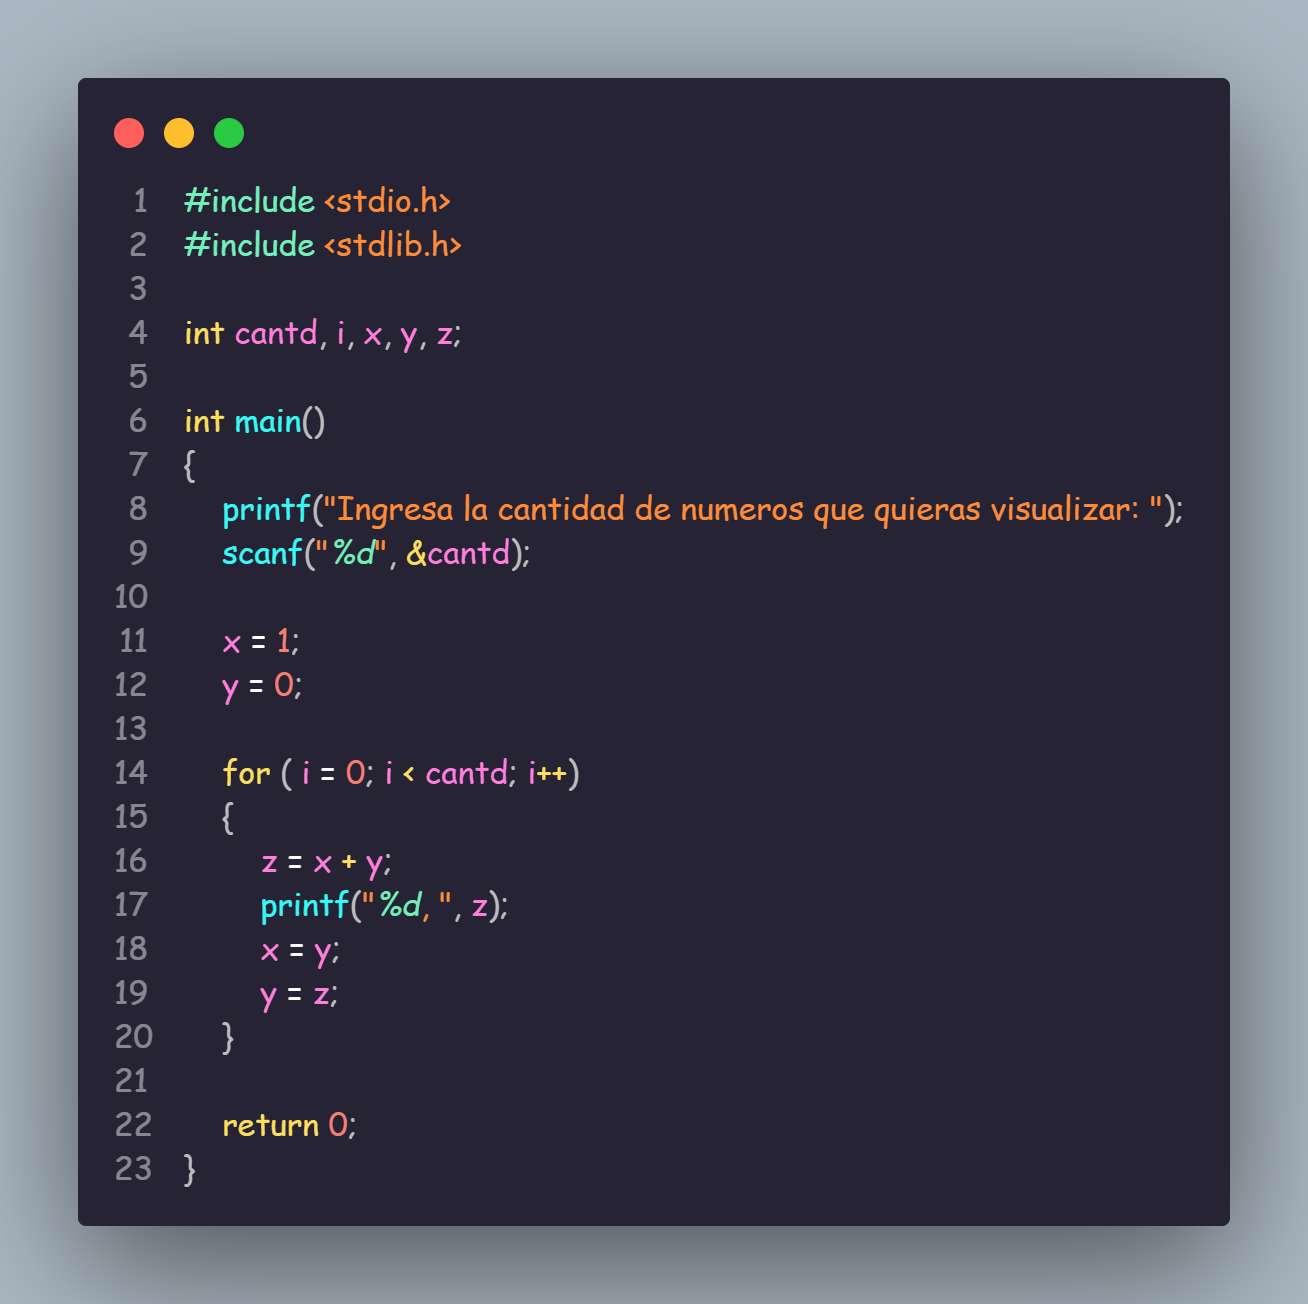 1 #include <stdio.h>
2 #include <stdlib.h>
3
4 int cantd, i, x, y, z;
5
6 int main()
7 {
8 printf("Ingresa la cantidad de numeros que quieras visualizar: ");
9 scanf("%d", &cantd);
10
11 x = 1;
12 y = 0;
13
14 for ( i = 0; i < cantd; i++)
15 {
16 z = x + y;
17 printf("%d, ", z);
18 x = y;
19 y = z;
20 }
21
22 return 0;
23 }